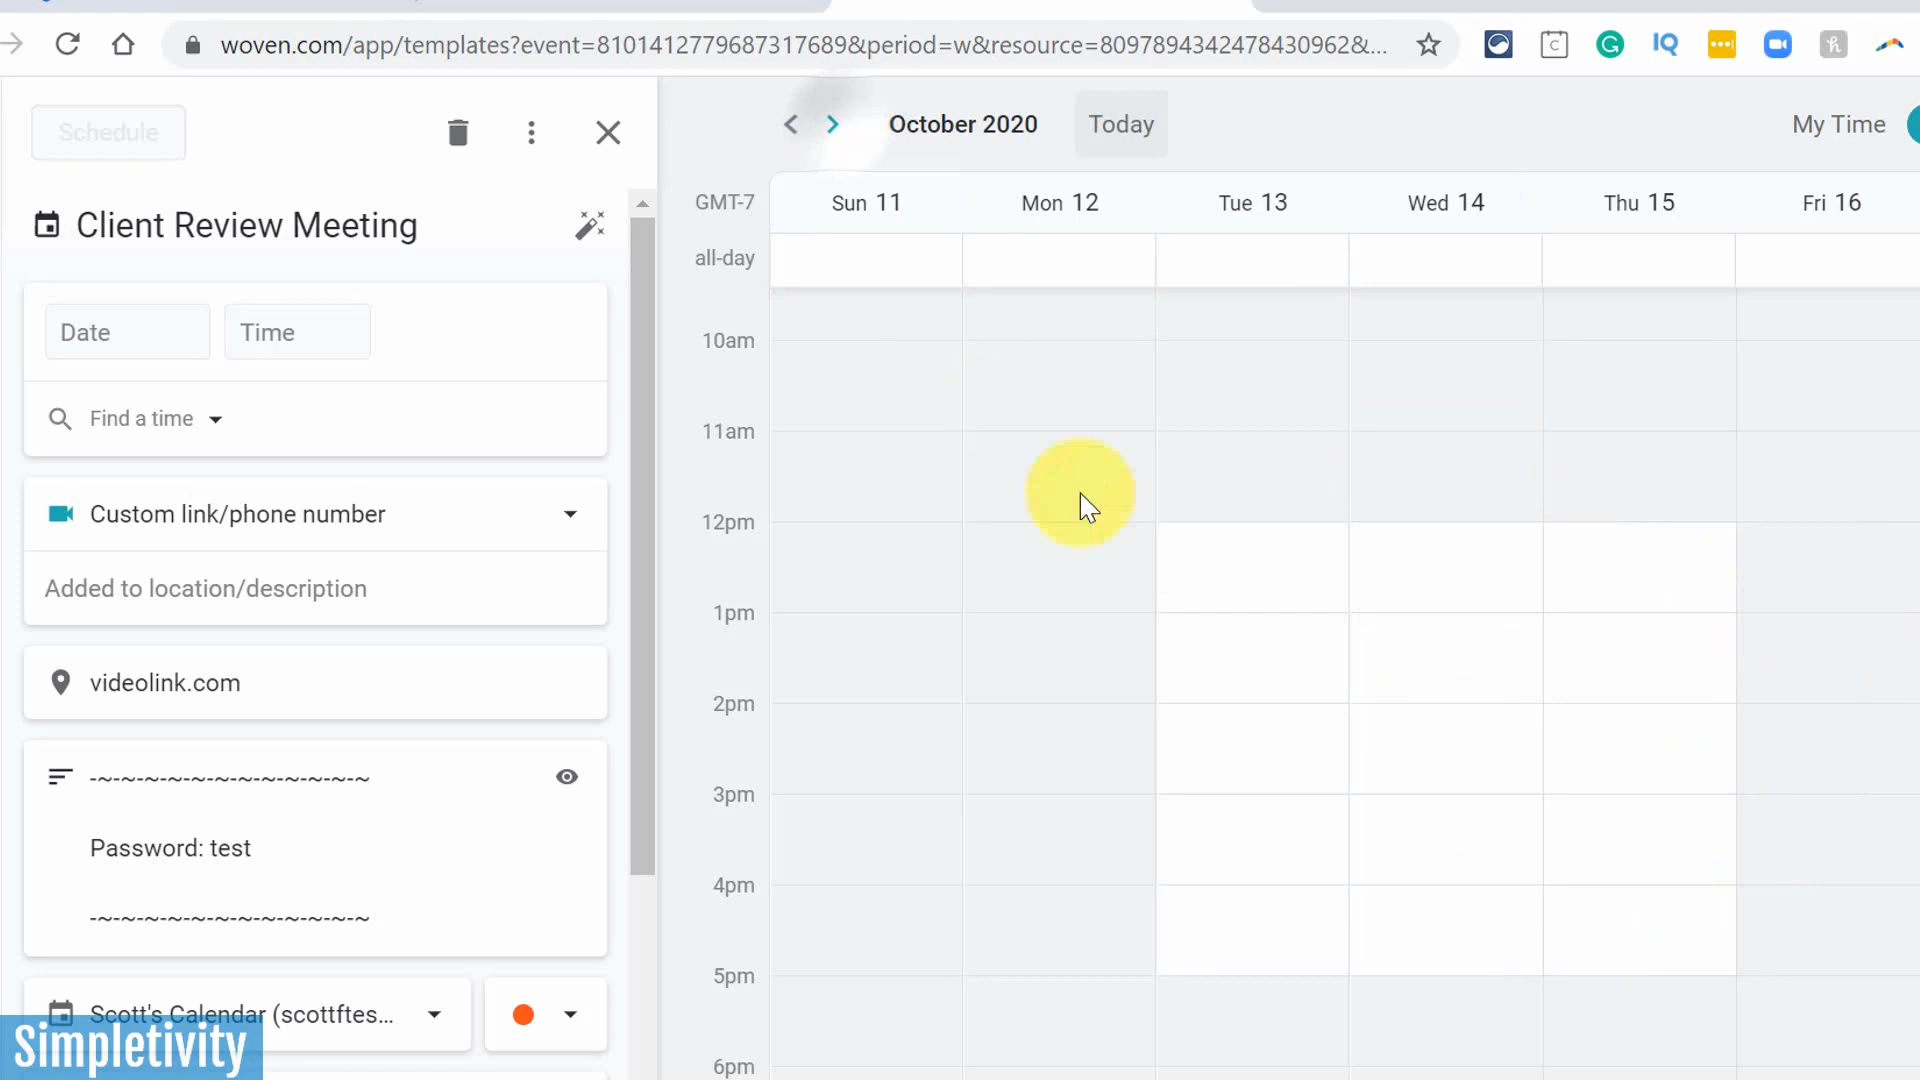 woven.com/app/templates?event=8101412779687317689&period=w&resource=80978943424784309​62&...
Schedule
October 2020
Today
My Time
Client Review Meeting
GMT-7
Sun 11
Mon 12
Tue 13
Wed 14
Thu 15
Fri 16
all-day
Date
Time
Find a time
10am
11am
12pm
1pm
2pm
3pm
4pm
5pm
6pm
Custom link/phone number
Added to location/description
videolink.com
-~-~-~-~-~-~-~-~-~-~-~-~
Password: test
-~-~-~-~-~-~-~-~-~-~-~-~
Scott's Calendar (scottftes...
Simpletivity